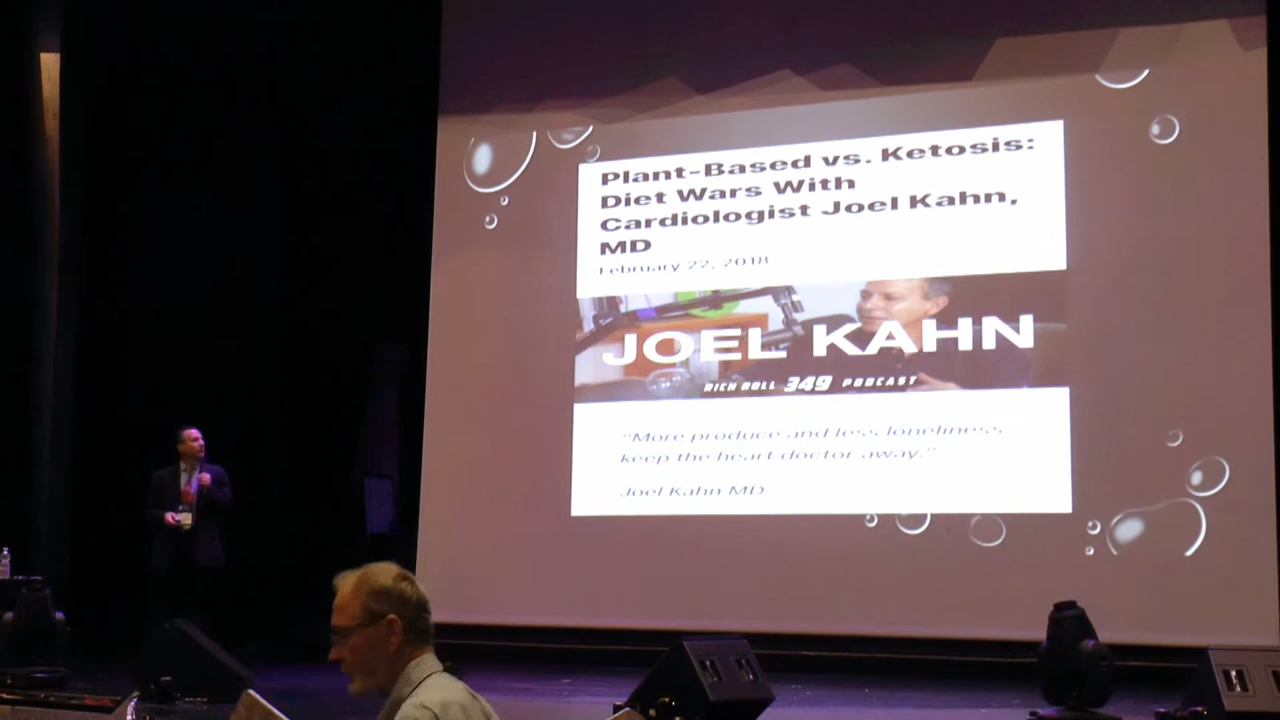 Plant-Based vs. Ketosis:
Diet Wars With
Cardiologist Joel Kahn,
MD
February 22, 2018
JOEL KAHN
RICH ROLL 349 PODCAST
"More produce and less loneliness
keep the heart doctor away."
Joel Kahn MD